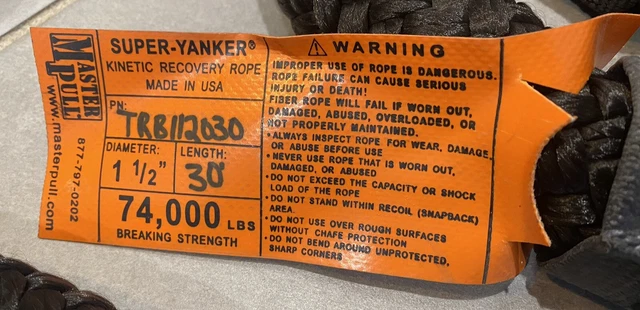 MASTER
PULL
www.masterpull.com
877-797-0202
SUPER-YANKER®
KINETIC RECOVERY ROPE
MADE IN USA
PN:
TRB112030
DIAMETER:
1 1/2"
LENGTH:
30'
74,000 LBS
BREAKING STRENGTH
⚠ WARNING
IMPROPER USE OF ROPE IS DANGEROUS.
ROPE FAILURE CAN CAUSE SERIOUS
INJURY OR DEATH!
FIBER ROPE WILL FAIL IF WORN OUT,
DAMAGED, ABUSED, OVERLOADED, OR
NOT PROPERLY MAINTAINED.
•ALWAYS INSPECT ROPE FOR WEAR, DAMAGE,
OR ABUSE BEFORE USE
•NEVER USE ROPE THAT IS WORN OUT,
DAMAGED, OR ABUSED
•DO NOT EXCEED THE CAPACITY OR SHOCK
LOAD OF THE ROPE
•DO NOT STAND WITHIN RECOIL (SNAPBACK)
AREA.
•DO NOT USE OVER ROUGH SURFACES
WITHOUT CHAFE PROTECTION
•DO NOT BEND AROUND UNPROTECTED,
SHARP CORNERS